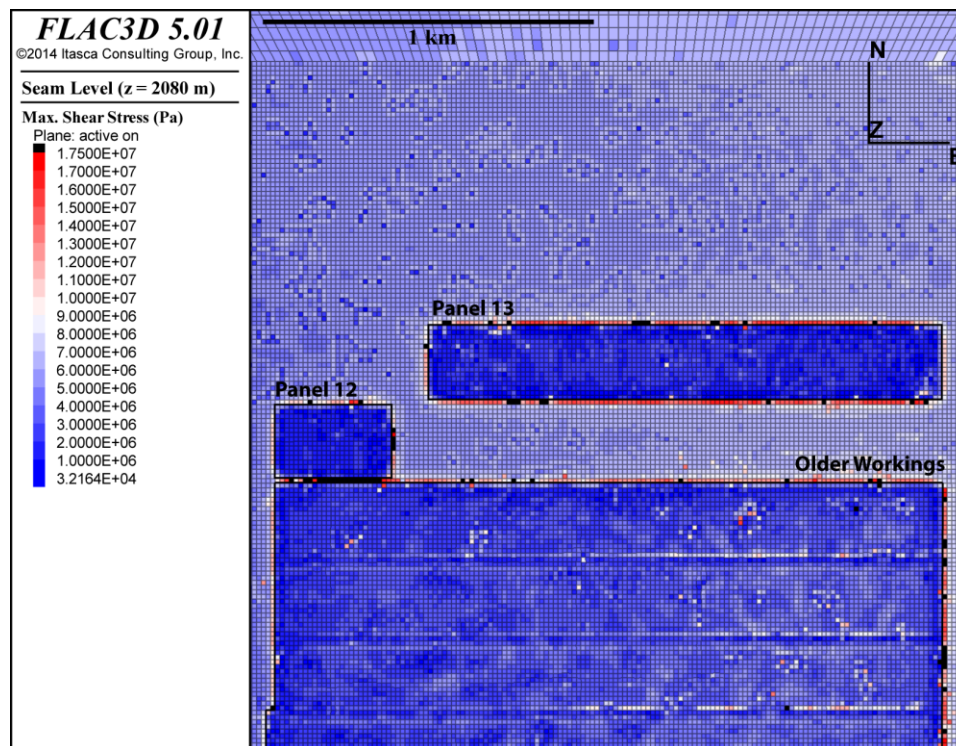 FLAC3D 5.01
©2014 Itasca Consulting Group, Inc.
Seam Level (z = 2080 m)
Max. Shear Stress (Pa)
Plane: active on
1.7500E+07
1.7000E+07
1.6000E+07
1.5000E+07
1.4000E+07
1.3000E+07
1.2000E+07
1.1000E+07
1.0000E+07
9.0000E+06
8.0000E+06
7.0000E+06
6.0000E+06
5.0000E+06
4.0000E+06
3.0000E+06
2.0000E+06
1.0000E+06
3.2164E+04
1 km
N
Z
E
Panel 13
Panel 12
Older Workings